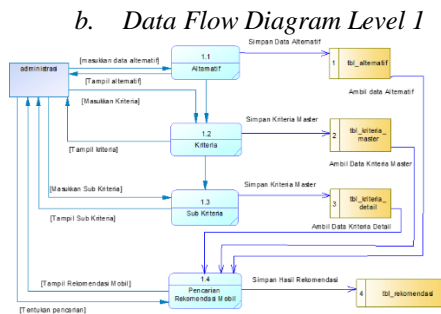 b. Data Flow Diagram Level 1
[masukkan data alternatif]
1.1
Alternatif
Simpan Data Alternatif
1 tbl_alternatif
administrasi
[Tampil alternatif]
[Masukkan Kriteria]
Ambil data Alternatif
1.2
Kriteria
Simpan Kriteria Master
2 tbl_kriteria_
master
[Tampil kriteria]
Ambil Data Kriteria Master
1.3
Sub Kriteria
Simpan Kriteria Master
3 tbl_kriteria_
detail
[Masukkan Sub Kriteria]
[Tampil Sub Kriteria]
Ambil Data Kriteria Detail
1.4
Pencarian
Rekomendasi Mobil
Simpan Hasil Rekomendasi
4 tbl_rekomendasi
[Tampil Rekomendasi Mobil]
[Tentukan pencarian]